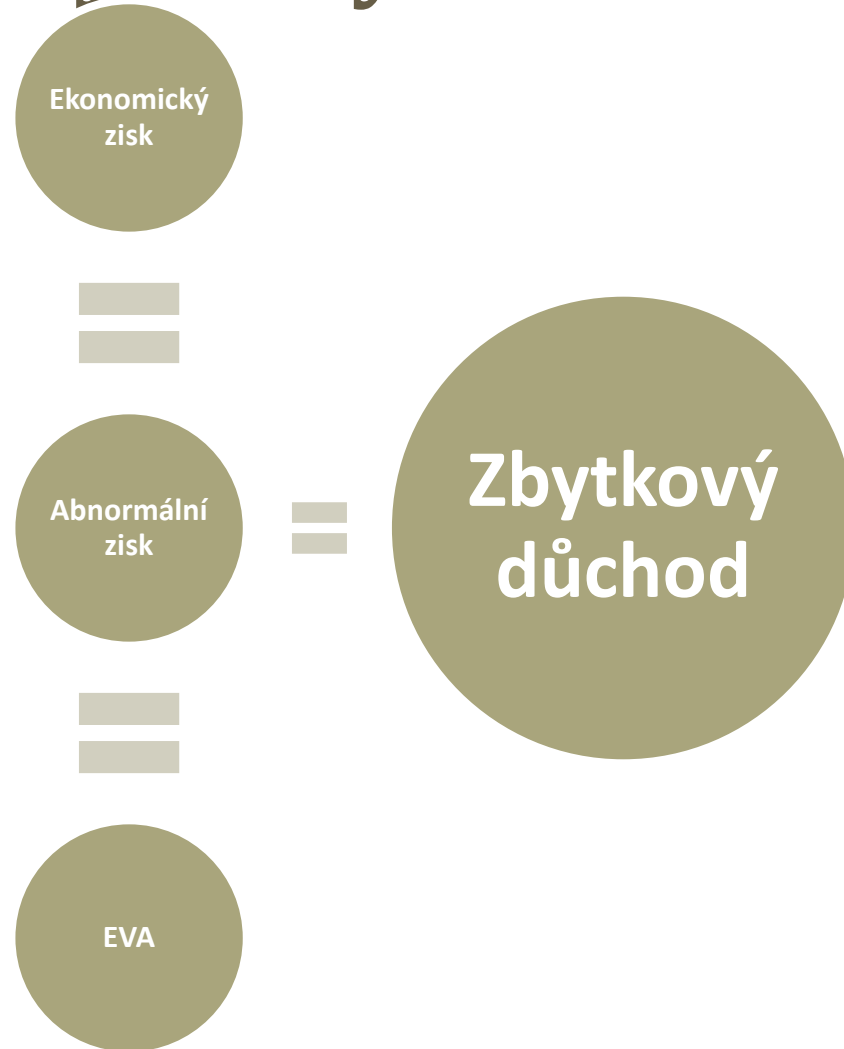 Ekonomický
zisk
Abnormální
zisk
EVA
Zbytkový
důchod